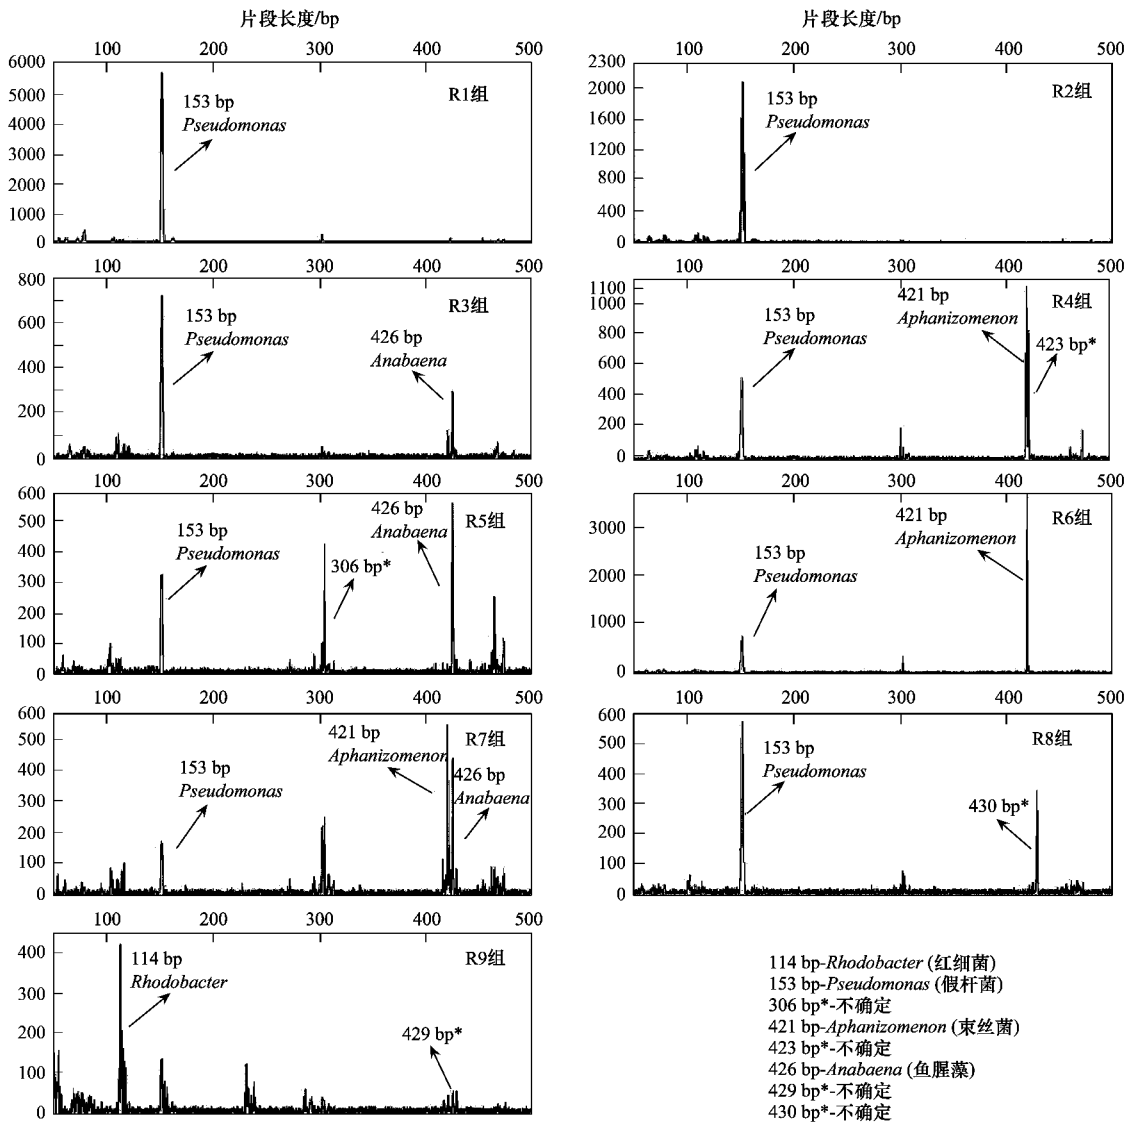 片段长度/bp
片段长度/bp
100 200 300 400 500
100 200 300 400 500
6000
5000
4000
3000
2000
1000
0
153 bp
Pseudomonas
R1组
2300
2000
1600
1200
800
400
0
153 bp
Pseudomonas
R2组
100 200 300 400 500
800
600
400
200
0
153 bp
Pseudomonas
426 bp
Anabaena
R3组
100 200 300 400 500
1100
1000
800
600
400
200
0
153 bp
Pseudomonas
421 bp
Aphanizomenon
423 bp*
R4组
100 200 300 400 500
600
500
400
300
200
100
0
153 bp
Pseudomonas
306 bp*
426 bp
Anabaena
R5组
100 200 300 400 500
3000
2000
1000
0
153 bp
Pseudomonas
421 bp
Aphanizomenon
R6组
100 200 300 400 500
600
500
400
300
200
100
0
153 bp
Pseudomonas
421 bp
Aphanizomenon
426 bp
Anabaena
R7组
100 200 300 400 500
600
500
400
300
200
100
0
153 bp
Pseudomonas
430 bp*
R8组
100 200 300 400 500
400
300
200
100
0
114 bp
Rhodobacter
429 bp*
R9组
114 bp-Rhodobacter (红细菌)
153 bp-Pseudomonas (假杆菌)
306 bp*-不确定
421 bp-Aphanizomenon (束丝菌)
423 bp*-不确定
426 bp-Anabaena (鱼腥藻)
429 bp*-不确定
430 bp*-不确定